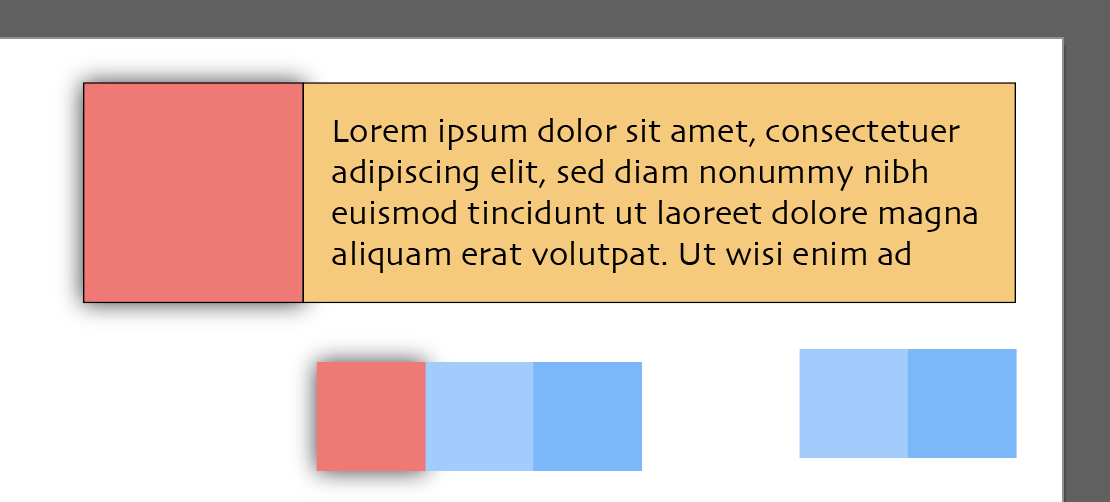 Lorem ipsum dolor sit amet, consectetuer
adipiscing elit, sed diam nonummy nibh
euismod tincidunt ut laoreet dolore magna
aliquam erat volutpat. Ut wisi enim ad